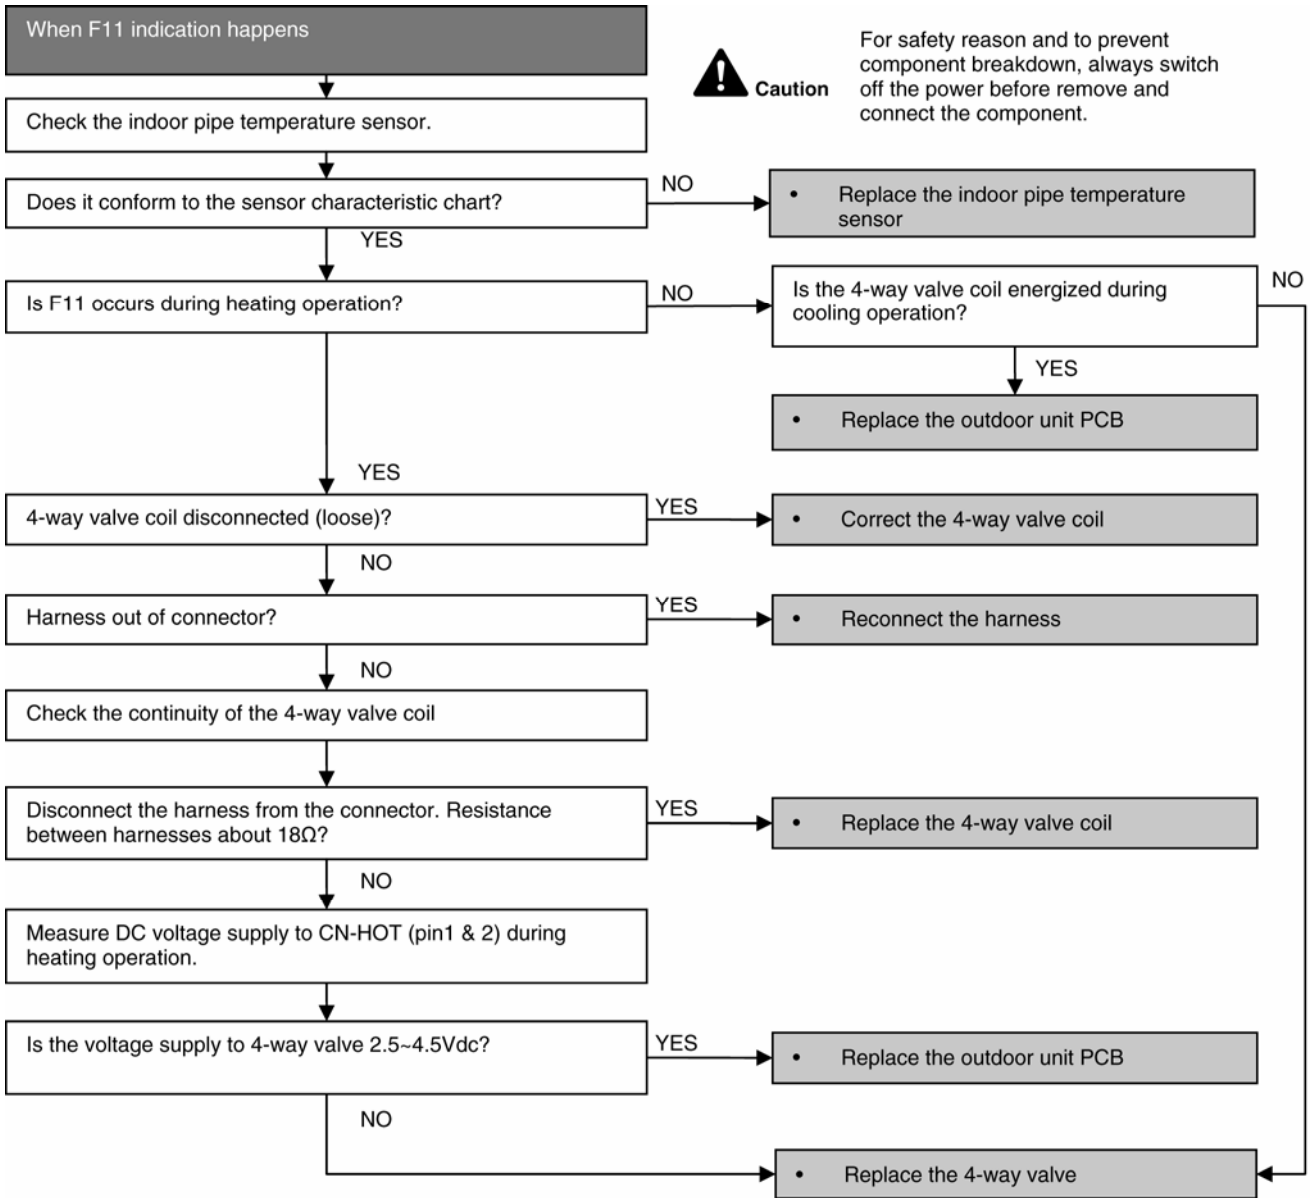 When F11 indication happens
For safety reason and to prevent
component breakdown, always switch
off the power before remove and
connect the component.
Caution
Check the indoor pipe temperature sensor.
Does it conform to the sensor characteristic chart?
NO
• Replace the indoor pipe temperature
sensor
YES
Is F11 occurs during heating operation?
NO
Is the 4-way valve coil energized during
cooling operation?
NO
YES
• Replace the outdoor unit PCB
YES
4-way valve coil disconnected (loose)?
YES
• Correct the 4-way valve coil
NO
Harness out of connector?
YES
• Reconnect the harness
NO
Check the continuity of the 4-way valve coil
Disconnect the harness from the connector. Resistance
between harnesses about 18Ω?
YES
• Replace the 4-way valve coil
NO
Measure DC voltage supply to CN-HOT (pin1 & 2) during
heating operation.
Is the voltage supply to 4-way valve 2.5~4.5Vdc?
YES
• Replace the outdoor unit PCB
NO
• Replace the 4-way valve